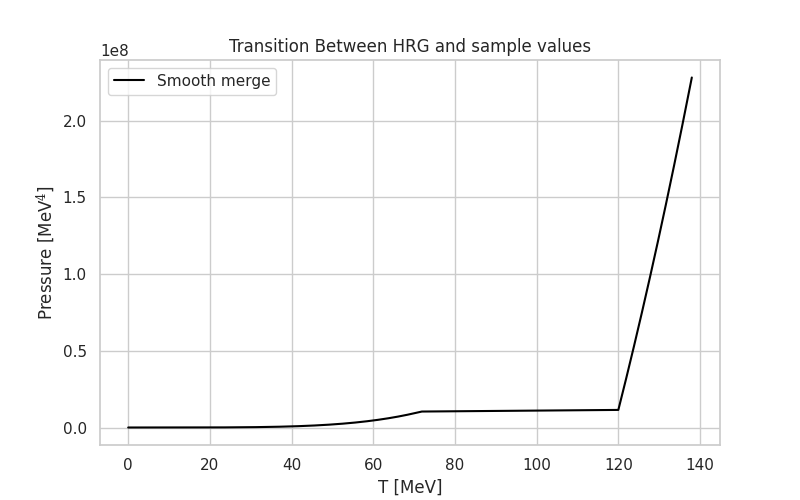 Transition Between HRG and sample values
1e8
Smooth merge
2.0
1.5
1.0
0.5
0.0
Pressure [MeV⁴]
0 20 40 60 80 100 120 140
T [MeV]